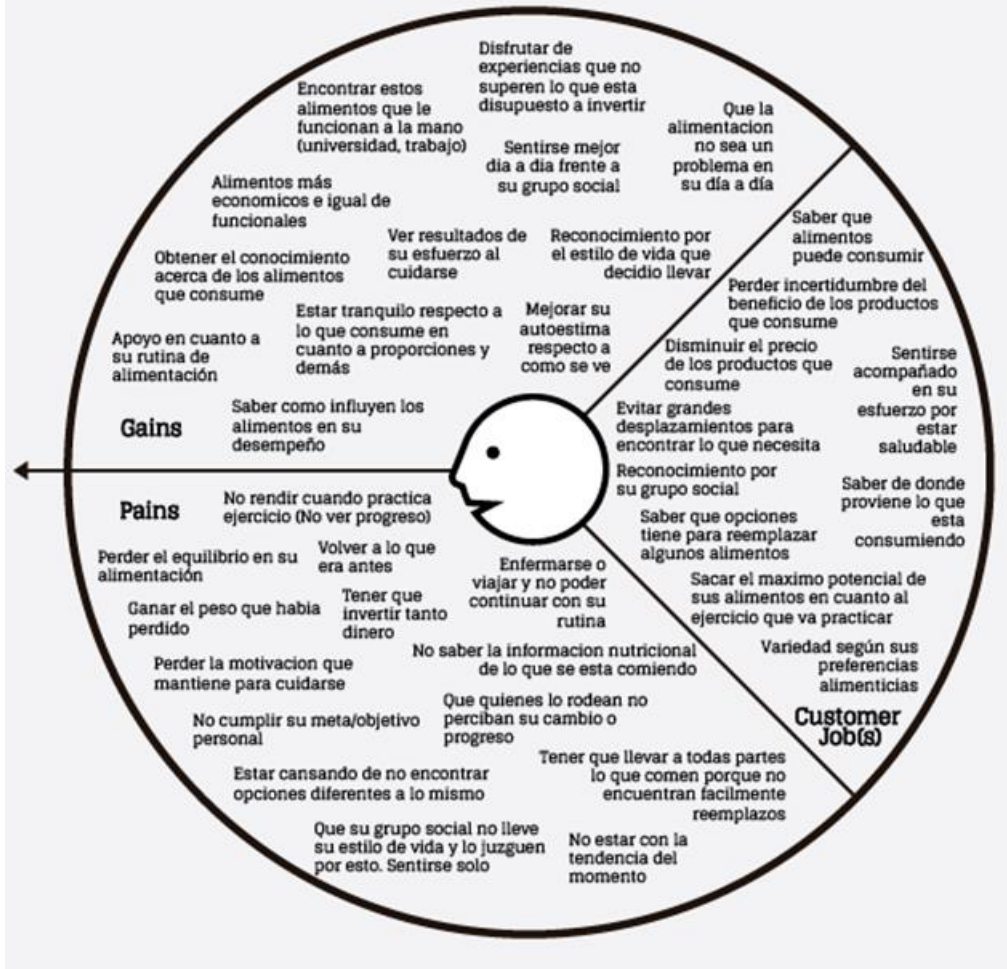 Disfrutar de
experiencias que no
superen lo que esta
disupuesto a invertir
Encontrar estos
alimentos que le
funcionan a la mano
(universidad, trabajo)
Que la
alimentacion
no sea un
problema en
su día a día
Sentirse mejor
dia a dia frente a
su grupo social
Alimentos más
economicos e igual de
funcionales
Ver resultados de
su esfuerzo al
cuidarse
Reconocimiento por
el estilo de vida que
decidio llevar
Obtener el conocimiento
acerca de los alimentos
que consume
Estar tranquilo respecto a
lo que consume en
cuanto a proporciones y
demás
Mejorar su
autoestima
respecto a
como se ve
Apoyo en cuanto a
su rutina de
alimentación
Saber como influyen los
alimentos en su
desempeño
Gains
Saber que
alimentos
puede consumir
Perder incertidumbre del
beneficio de los productos
que consume
Disminuir el precio
de los productos que
consume
Sentirse
acompañado
en su
esfuerzo por
estar
saludable
Evitar grandes
desplazamientos para
encontrar lo que necesita
Reconocimiento por
su grupo social
Saber de donde
proviene lo que
esta
consumiendo
Saber que opciones
tiene para reemplazar
algunos alimentos
Sacar el maximo potencial de
sus alimentos en cuanto al
ejercicio que va practicar
Variedad según sus
preferencias
alimenticias
Customer
Job(s)
Pains
No rendir cuando practica
ejercicio (No ver progreso)
Perder el equilibrio en su
alimentación
Volver a lo que
era antes
Enfermarse o
viajar y no poder
continuar con su
rutina
Ganar el peso que habia
perdido
Tener que
invertir tanto
dinero
No saber la informacion nutricional
de lo que se esta comiendo
Perder la motivacion que
mantiene para cuidarse
Que quienes lo rodean no
perciban su cambio o
progreso
No cumplir su meta/objetivo
personal
Tener que llevar a todas partes
lo que comen porque no
encuentran facilmente
reemplazos
Estar cansando de no encontrar
opciones diferentes a lo mismo
Que su grupo social no lleve
su estilo de vida y lo juzguen
por esto. Sentirse solo
No estar con la
tendencia del
momento